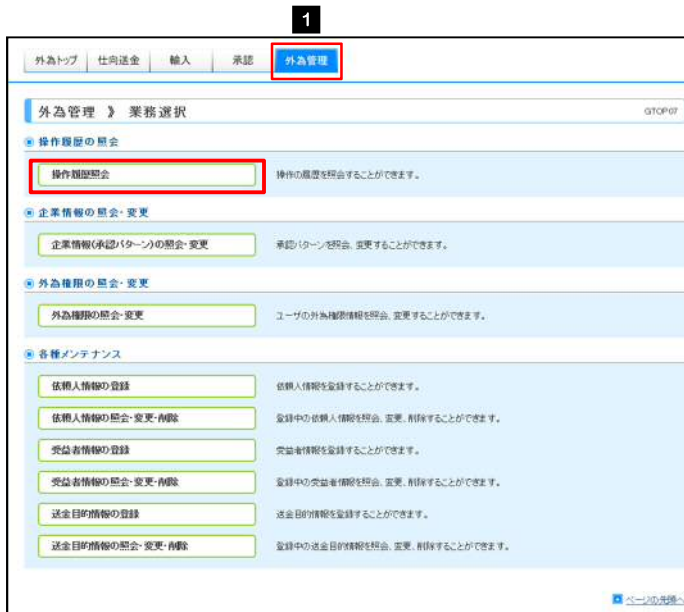 1
外為トップ 仕向送金 輸入 承認 外為管理
外為管理 》 業務選択 GTOP07
操作履歴の照会
操作履歴照会 操作の履歴を照会することができます。
企業情報の照会・変更
企業情報(承認パターン)の照会・変更 承認パターンを照会、変更することができます。
外為権限の照会・変更
外為権限の照会・変更 ユーザの外為権限情報を照会、変更することができます。
各種メンテナンス
依頼人情報の登録 依頼人情報を登録することができます。
依頼人情報の照会・変更・削除 登録中の依頼人情報を照会、変更、削除することができます。
受益者情報の登録 受益者情報を登録することができます。
受益者情報の照会・変更・削除 登録中の受益者情報を照会、変更、削除することができます。
送金目的情報の登録 送金目的情報を登録することができます。
送金目的情報の照会・変更・削除 登録中の送金目的情報を照会、変更、削除することができます。
ページの先頭へ